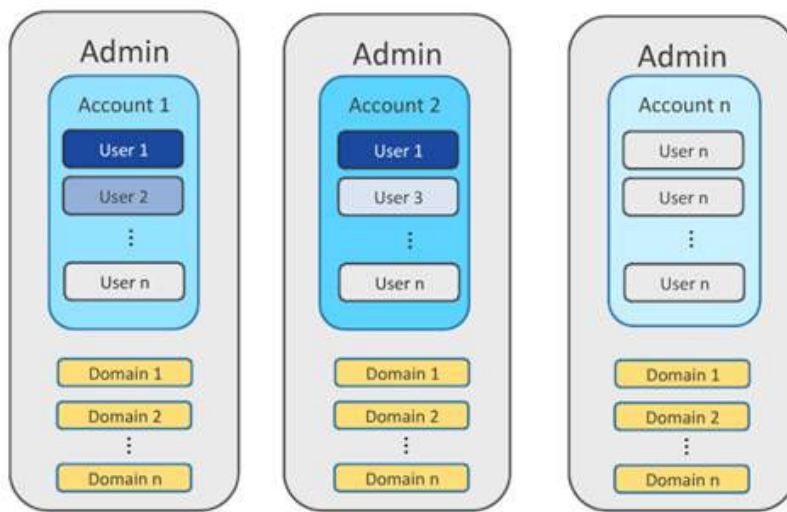 Admin
Account 1
User 1
User 2
User n
Domain 1
Domain 2
Domain n
Admin
Account 2
User 1
User 3
User n
Domain 1
Domain 2
Domain n
Admin
Account n
User n
User n
User n
Domain 1
Domain 2
Domain n